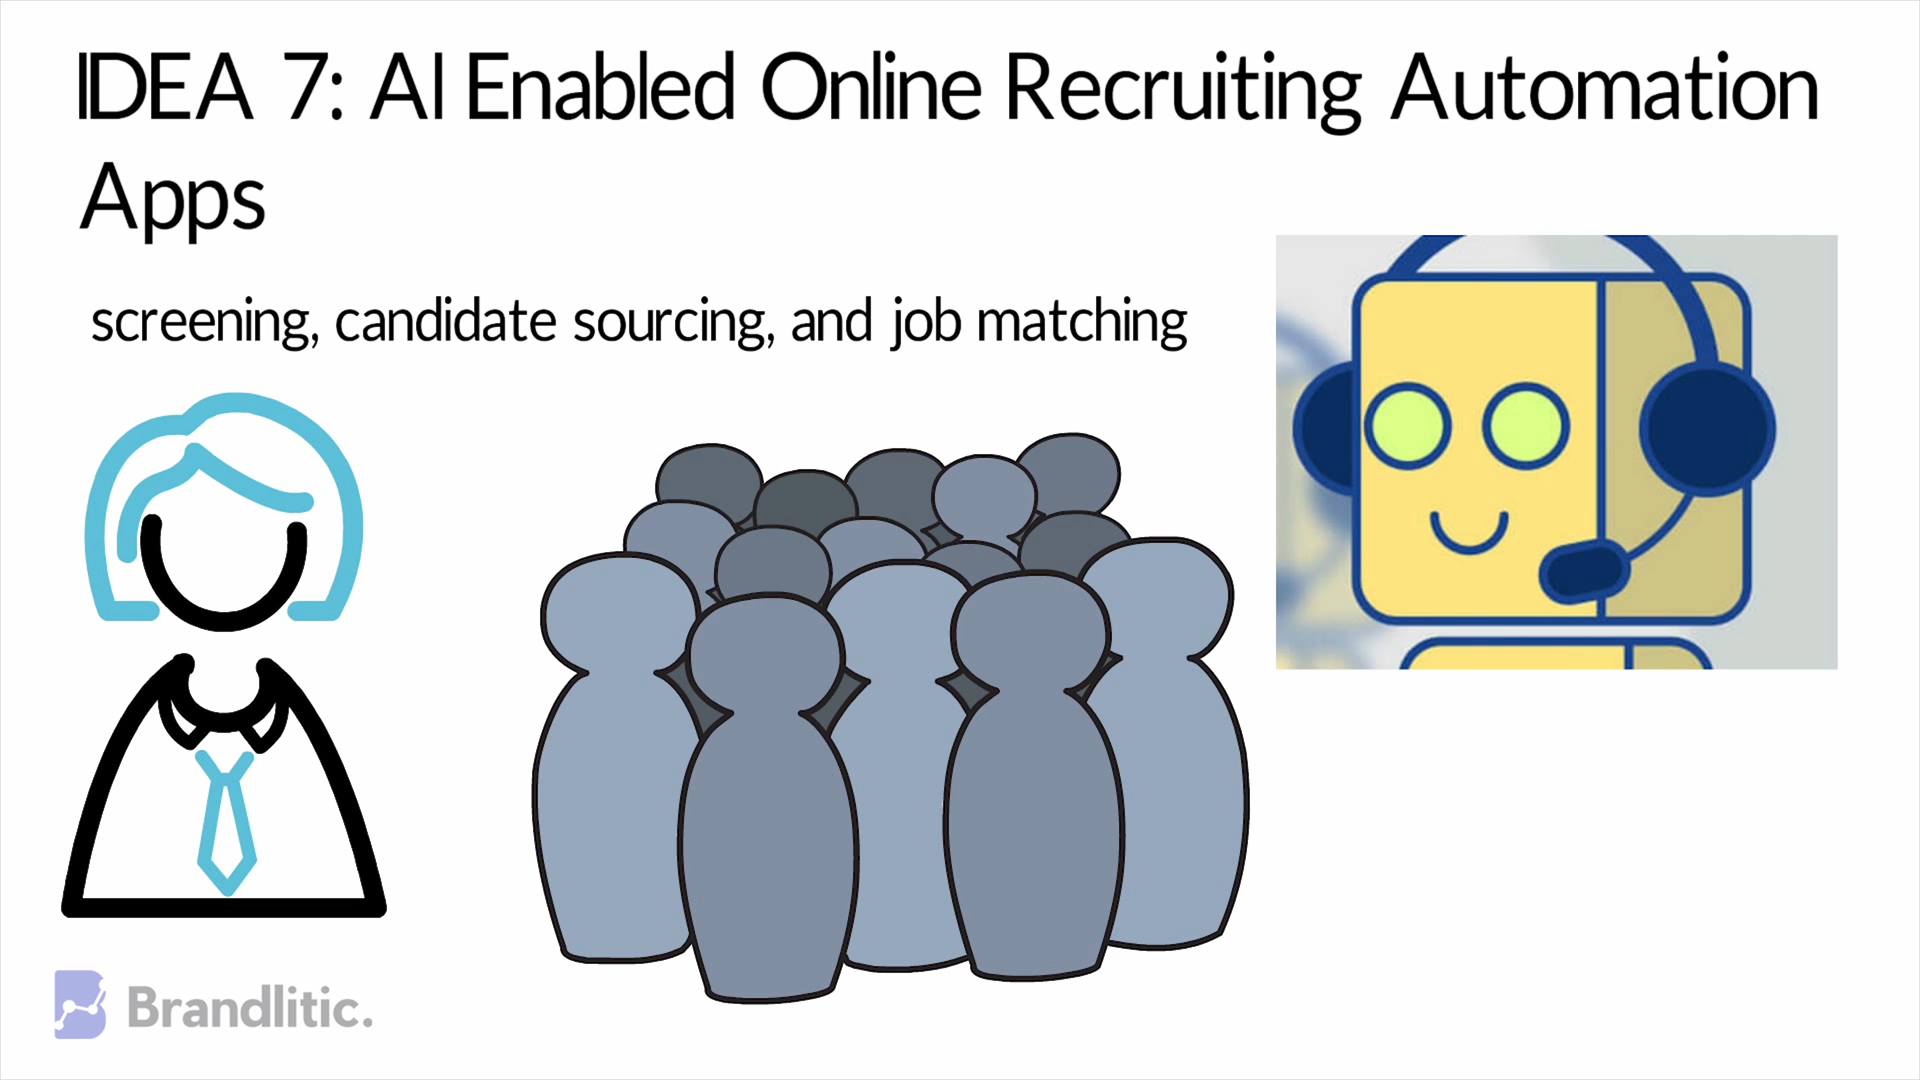 IDEA 7: AI Enabled Online Recruiting Automation
Apps
screening, candidate sourcing, and job matching
Brandlitic.